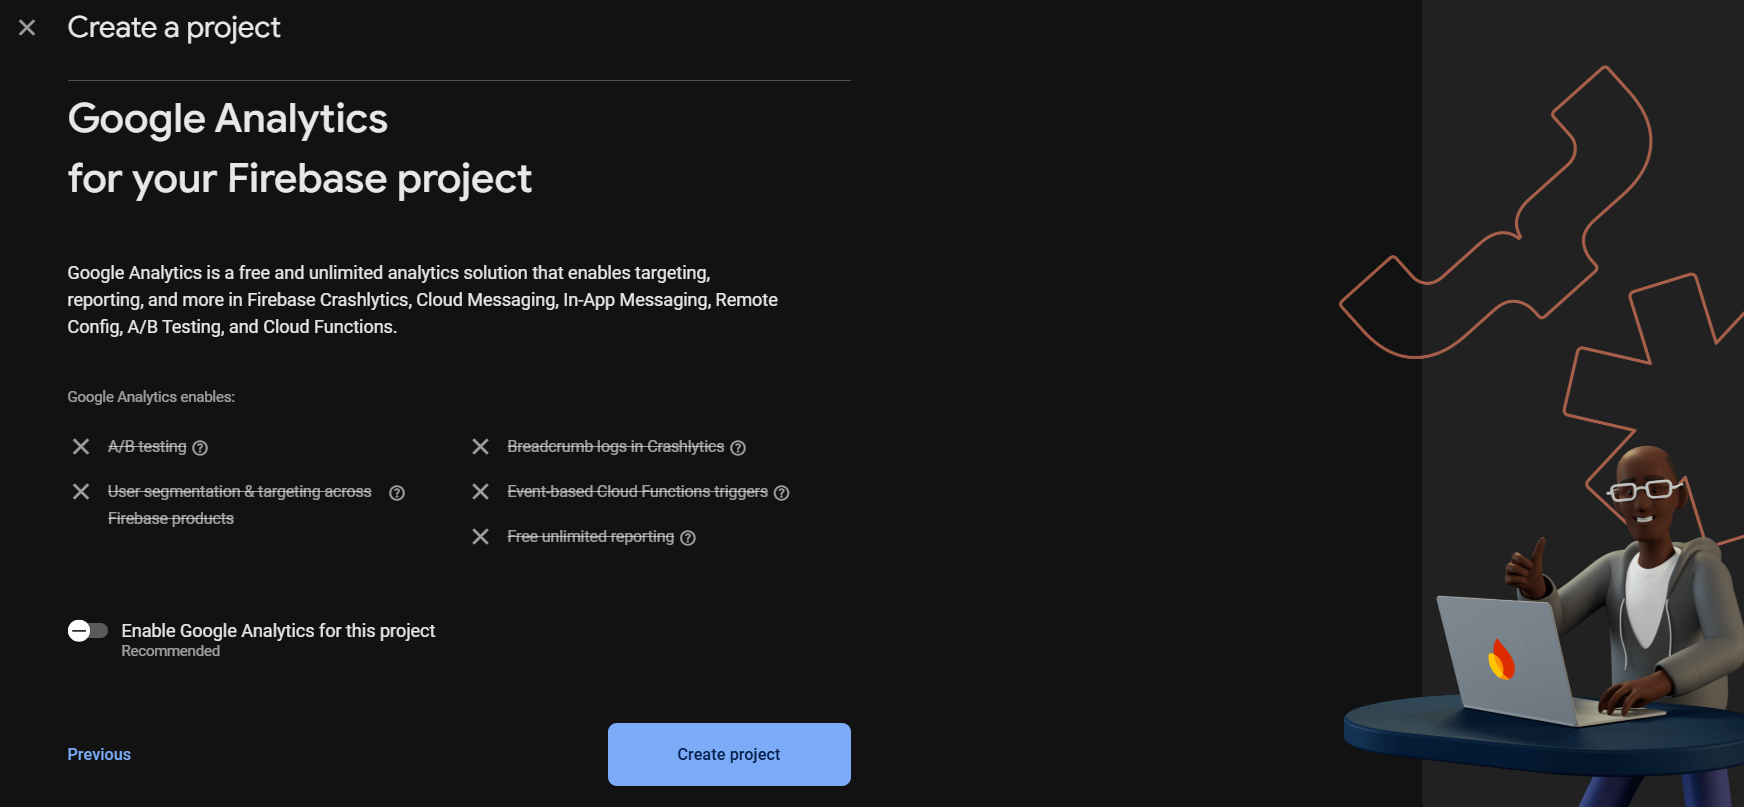 Create a project
Google Analytics
for your Firebase project
Google Analytics is a free and unlimited analytics solution that enables targeting,
reporting, and more in Firebase Crashlytics, Cloud Messaging, In-App Messaging, Remote
Config, A/B Testing, and Cloud Functions.
Google Analytics enables:
A/B testing
User segmentation & targeting across
Firebase products
Breadcrumb logs in Crashlytics
Event-based Cloud Functions triggers
Free unlimited reporting
Enable Google Analytics for this project
Recommended
Previous
Create project